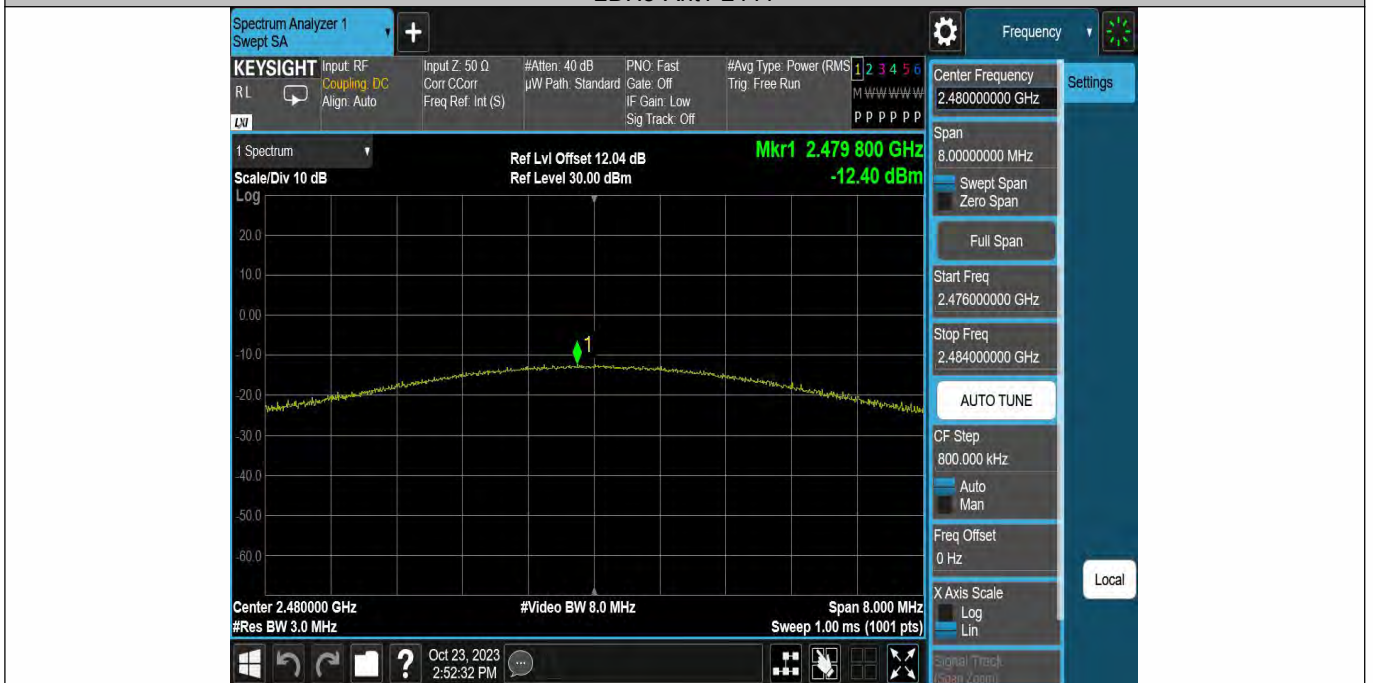 Spectrum Analyzer 1
Swept SA
+
Frequency
KEYSIGHT
RL
LXI
Input: RF
Coupling: DC
Align: Auto
Input Z: 50 Ω
Corr CCorr
Freq Ref: Int (S)
#Atten: 40 dB
µW Path: Standard
PNO: Fast
Gate: Off
IF Gain: Low
Sig Track: Off
#Avg Type: Power (RMS
Trig: Free Run
1 2 3 4 5 6
M W W W W W
P P P P P P
1 Spectrum
Scale/Div 10 dB
Ref Lvl Offset 12.04 dB
Ref Level 30.00 dBm
Mkr1 2.479 800 GHz
-12.40 dBm
Log
20.0
10.0
0.00
-10.0
-20.0
-30.0
-40.0
-50.0
-60.0
1
Center 2.480000 GHz
#Res BW 3.0 MHz
#Video BW 8.0 MHz
Span 8.000 MHz
Sweep 1.00 ms (1001 pts)
Center Frequency
2.480000000 GHz
Settings
Span
8.00000000 MHz
Swept Span
Zero Span
Full Span
Start Freq
2.476000000 GHz
Stop Freq
2.484000000 GHz
AUTO TUNE
CF Step
800.000 kHz
Auto
Man
Freq Offset
0 Hz
X Axis Scale
Log
Lin
Signal Track
(Span Zoom)
Local
?
Oct 23, 2023
2:52:32 PM